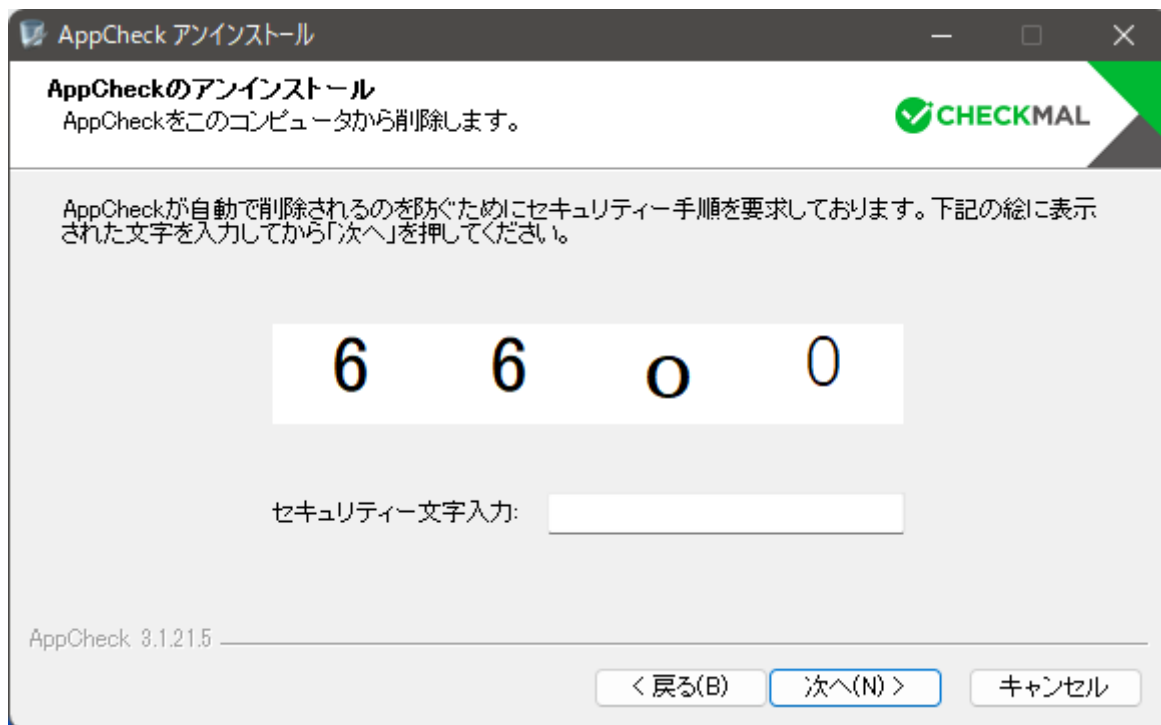 AppCheck アンインストール
AppCheckのアンインストール
AppCheckをこのコンピュータから削除します。
CHECKMAL
AppCheckが自動で削除されるのを防ぐためにセキュリティー手順を要求しております。下記の絵に表示
された文字を入力してから「次へ」を押してください。
6 6 o 0
セキュリティー文字入力:
AppCheck 3.1.21.5
< 戻る(B) 次へ(N) > キャンセル